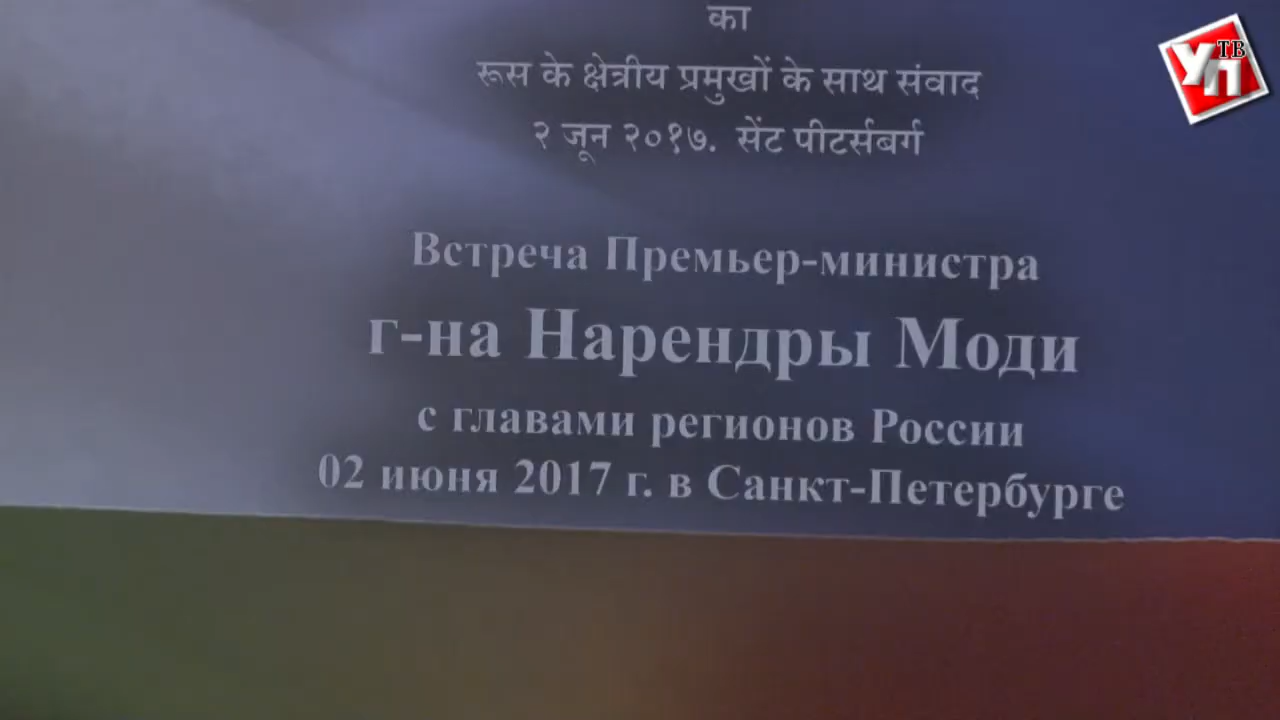 का
रूस के क्षेत्रीय प्रमुखों के साथ संवाद
२ जून २०१७. सेंट पीटर्सबर्ग
Встреча Премьер-министра
г-на Нарендры Моди
с главами регионов России
02 июня 2017 г. в Санкт-Петербурге
УП ТВ